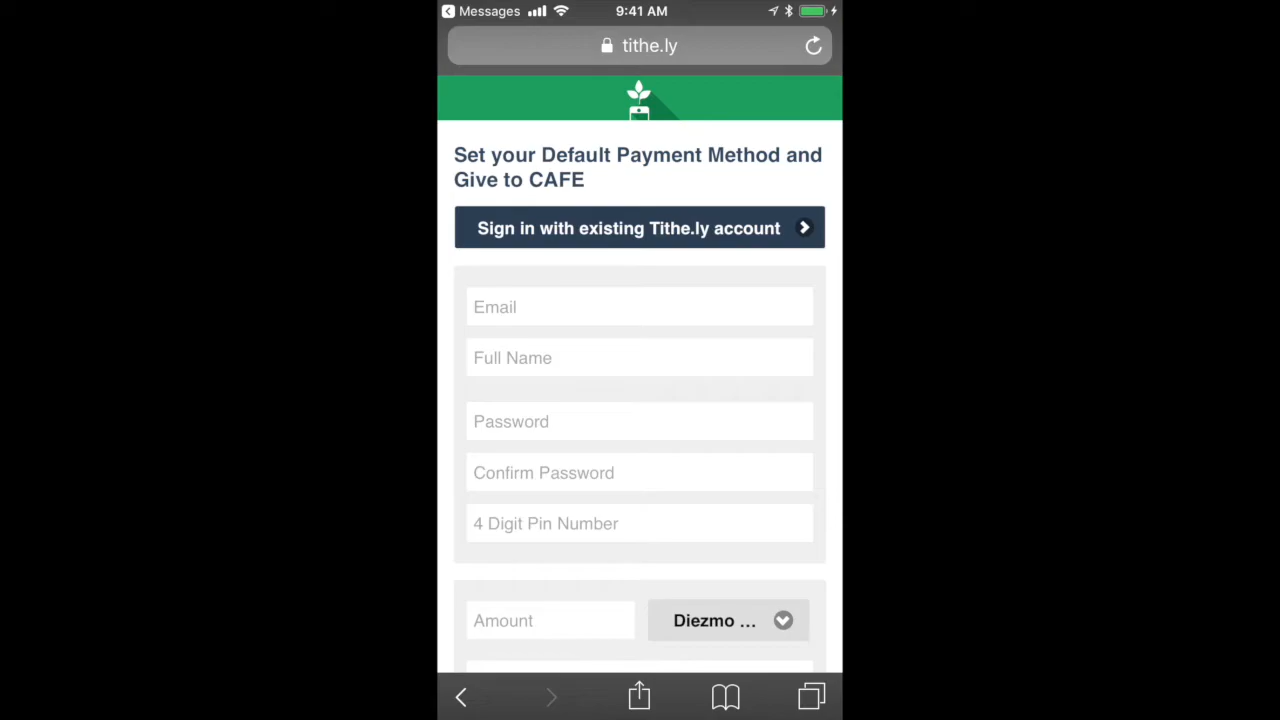 Messages 9:41 AM
tithe.ly
Set your Default Payment Method and
Give to CAFE
Sign in with existing Tithe.ly account
Email
Full Name
Password
Confirm Password
4 Digit Pin Number
Amount Diezmo ...